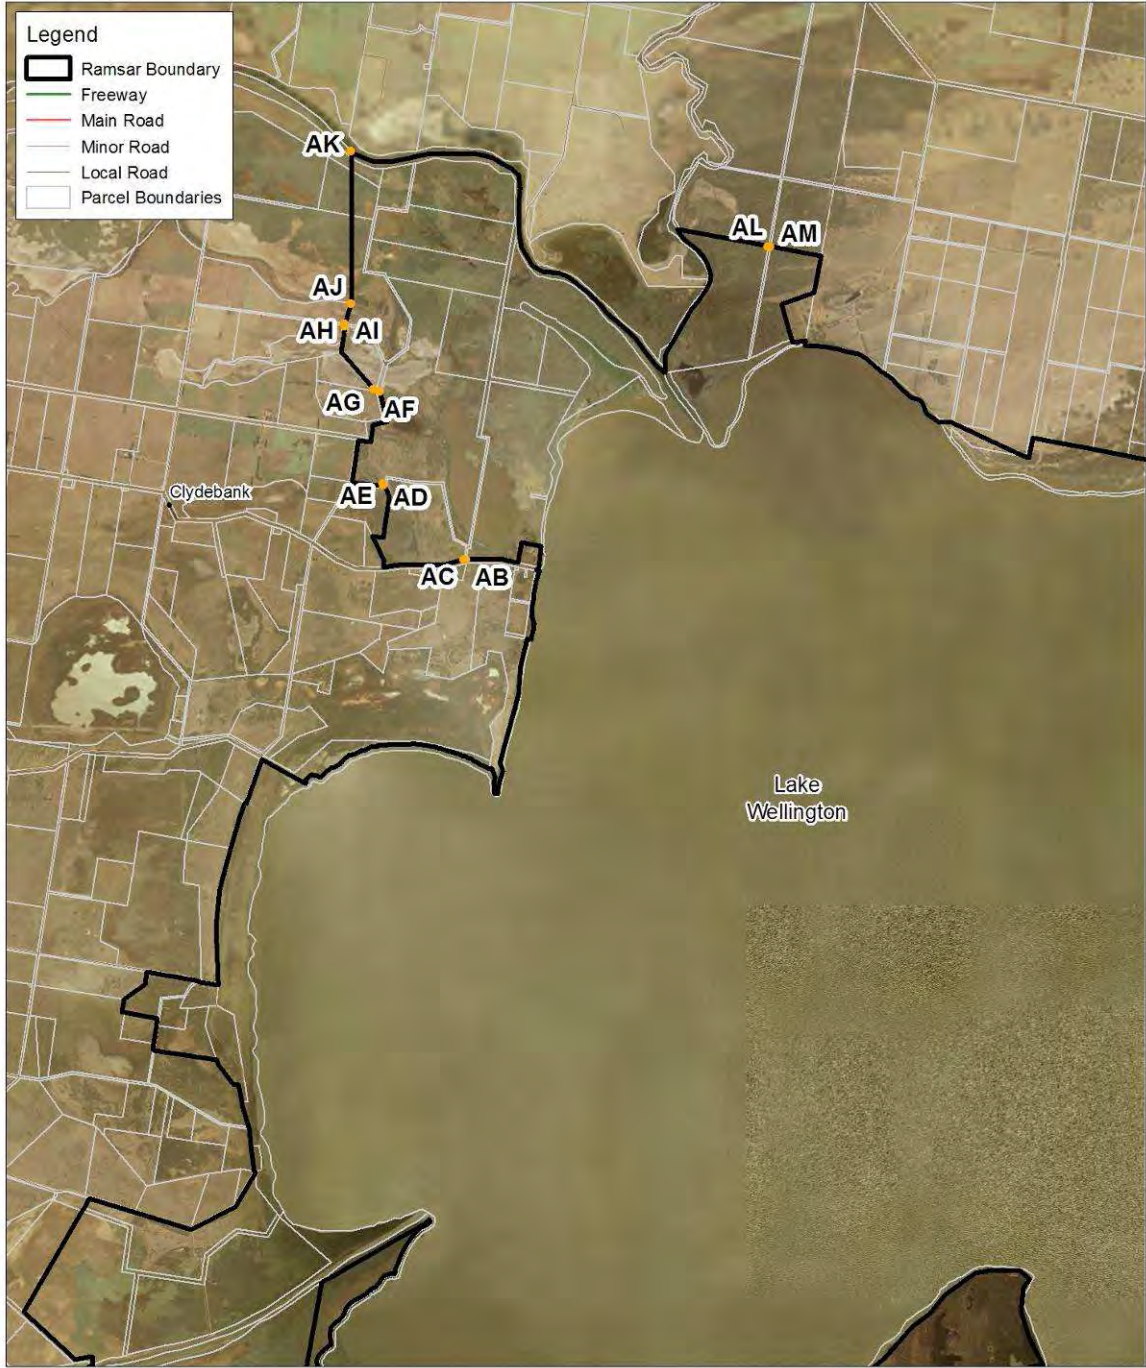 Legend
Ramsar Boundary
Freeway
Main Road
Minor Road
Local Road
Parcel Boundaries
AK
AL AM
AJ
AH AI
AG AF
AE AD
Clydebank
AC AB
Lake
Wellington